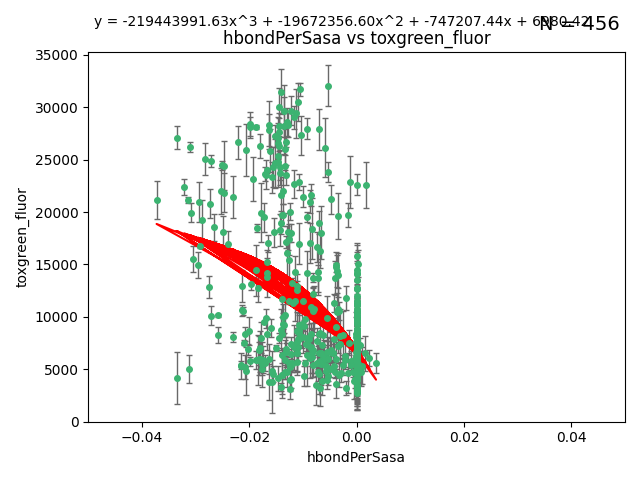 y = -219443991.63x^3 + -19672356.60x^2 + -747207.44x + 6980.42
N = 456
hbondPerSasa vs toxgreen_fluor
35000
30000
25000
20000
15000
10000
5000
0
toxgreen_fluor
−0.04 −0.02 0.00 0.02 0.04
hbondPerSasa